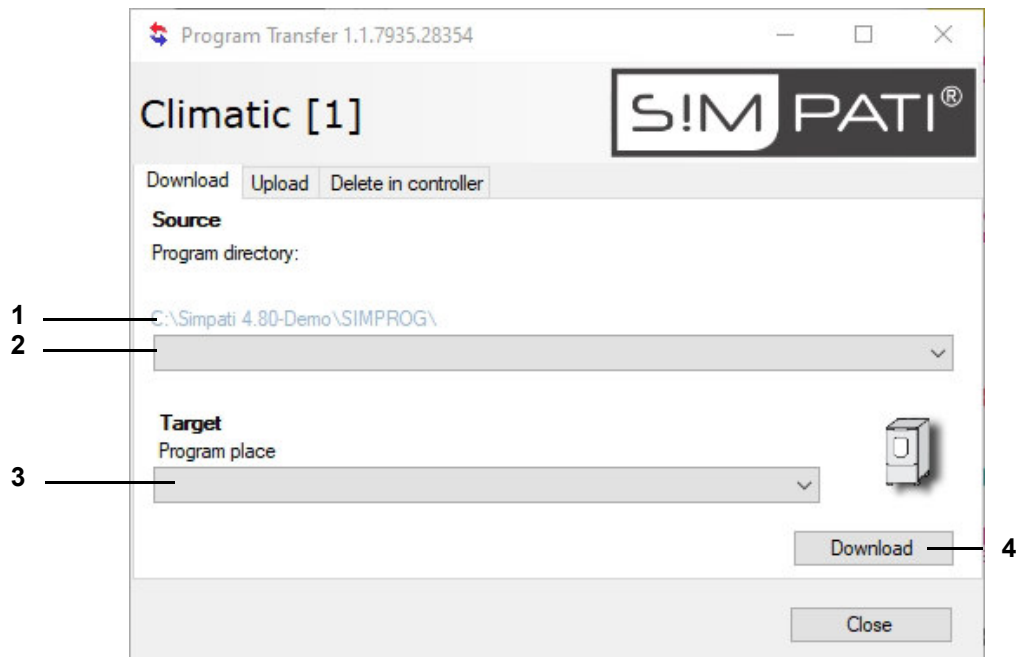 Program Transfer 1.1.7935.28354
Climatic [1]
S!MPATI®
Download Upload Delete in controller
Source
Program directory:
1
C:\Simpati 4.80-Demo\SIMPROG\
2
Target
Program place
3
Download
4
Close